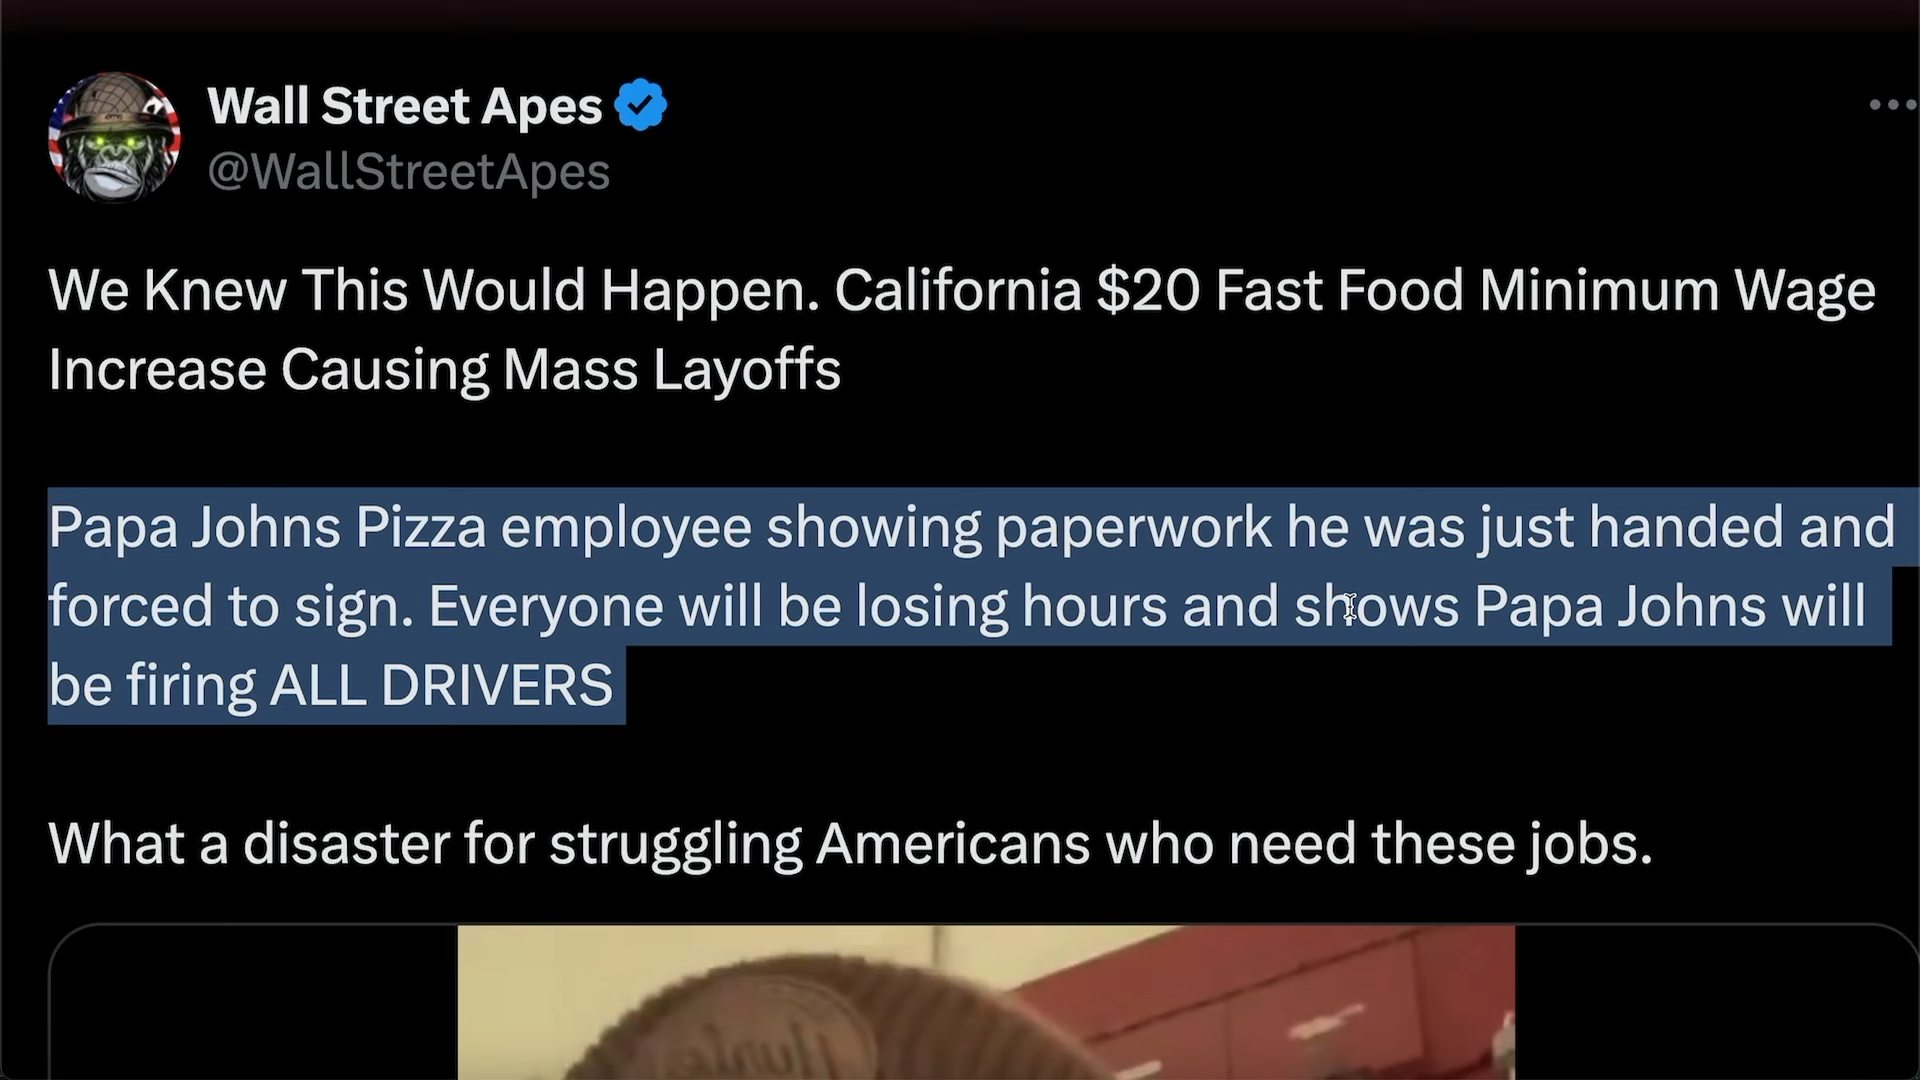 Wall Street Apes
@WallStreetApes
We Knew This Would Happen. California $20 Fast Food Minimum Wage
Increase Causing Mass Layoffs
Papa Johns Pizza employee showing paperwork he was just handed and
forced to sign. Everyone will be losing hours and shows Papa Johns will
be firing ALL DRIVERS
What a disaster for struggling Americans who need these jobs.